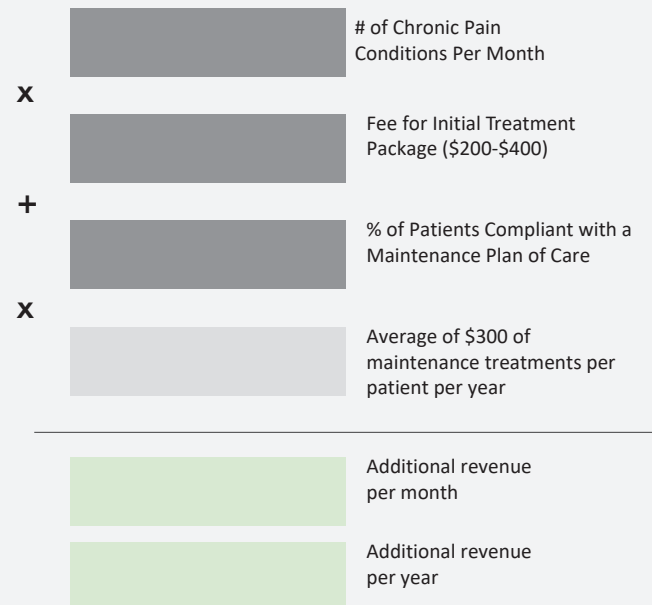 # of Chronic Pain
Conditions Per Month
x
Fee for Initial Treatment
Package ($200-$400)
+
% of Patients Compliant with a
Maintenance Plan of Care
x
Average of $300 of
maintenance treatments per
patient per year
Additional revenue
per month
Additional revenue
per year